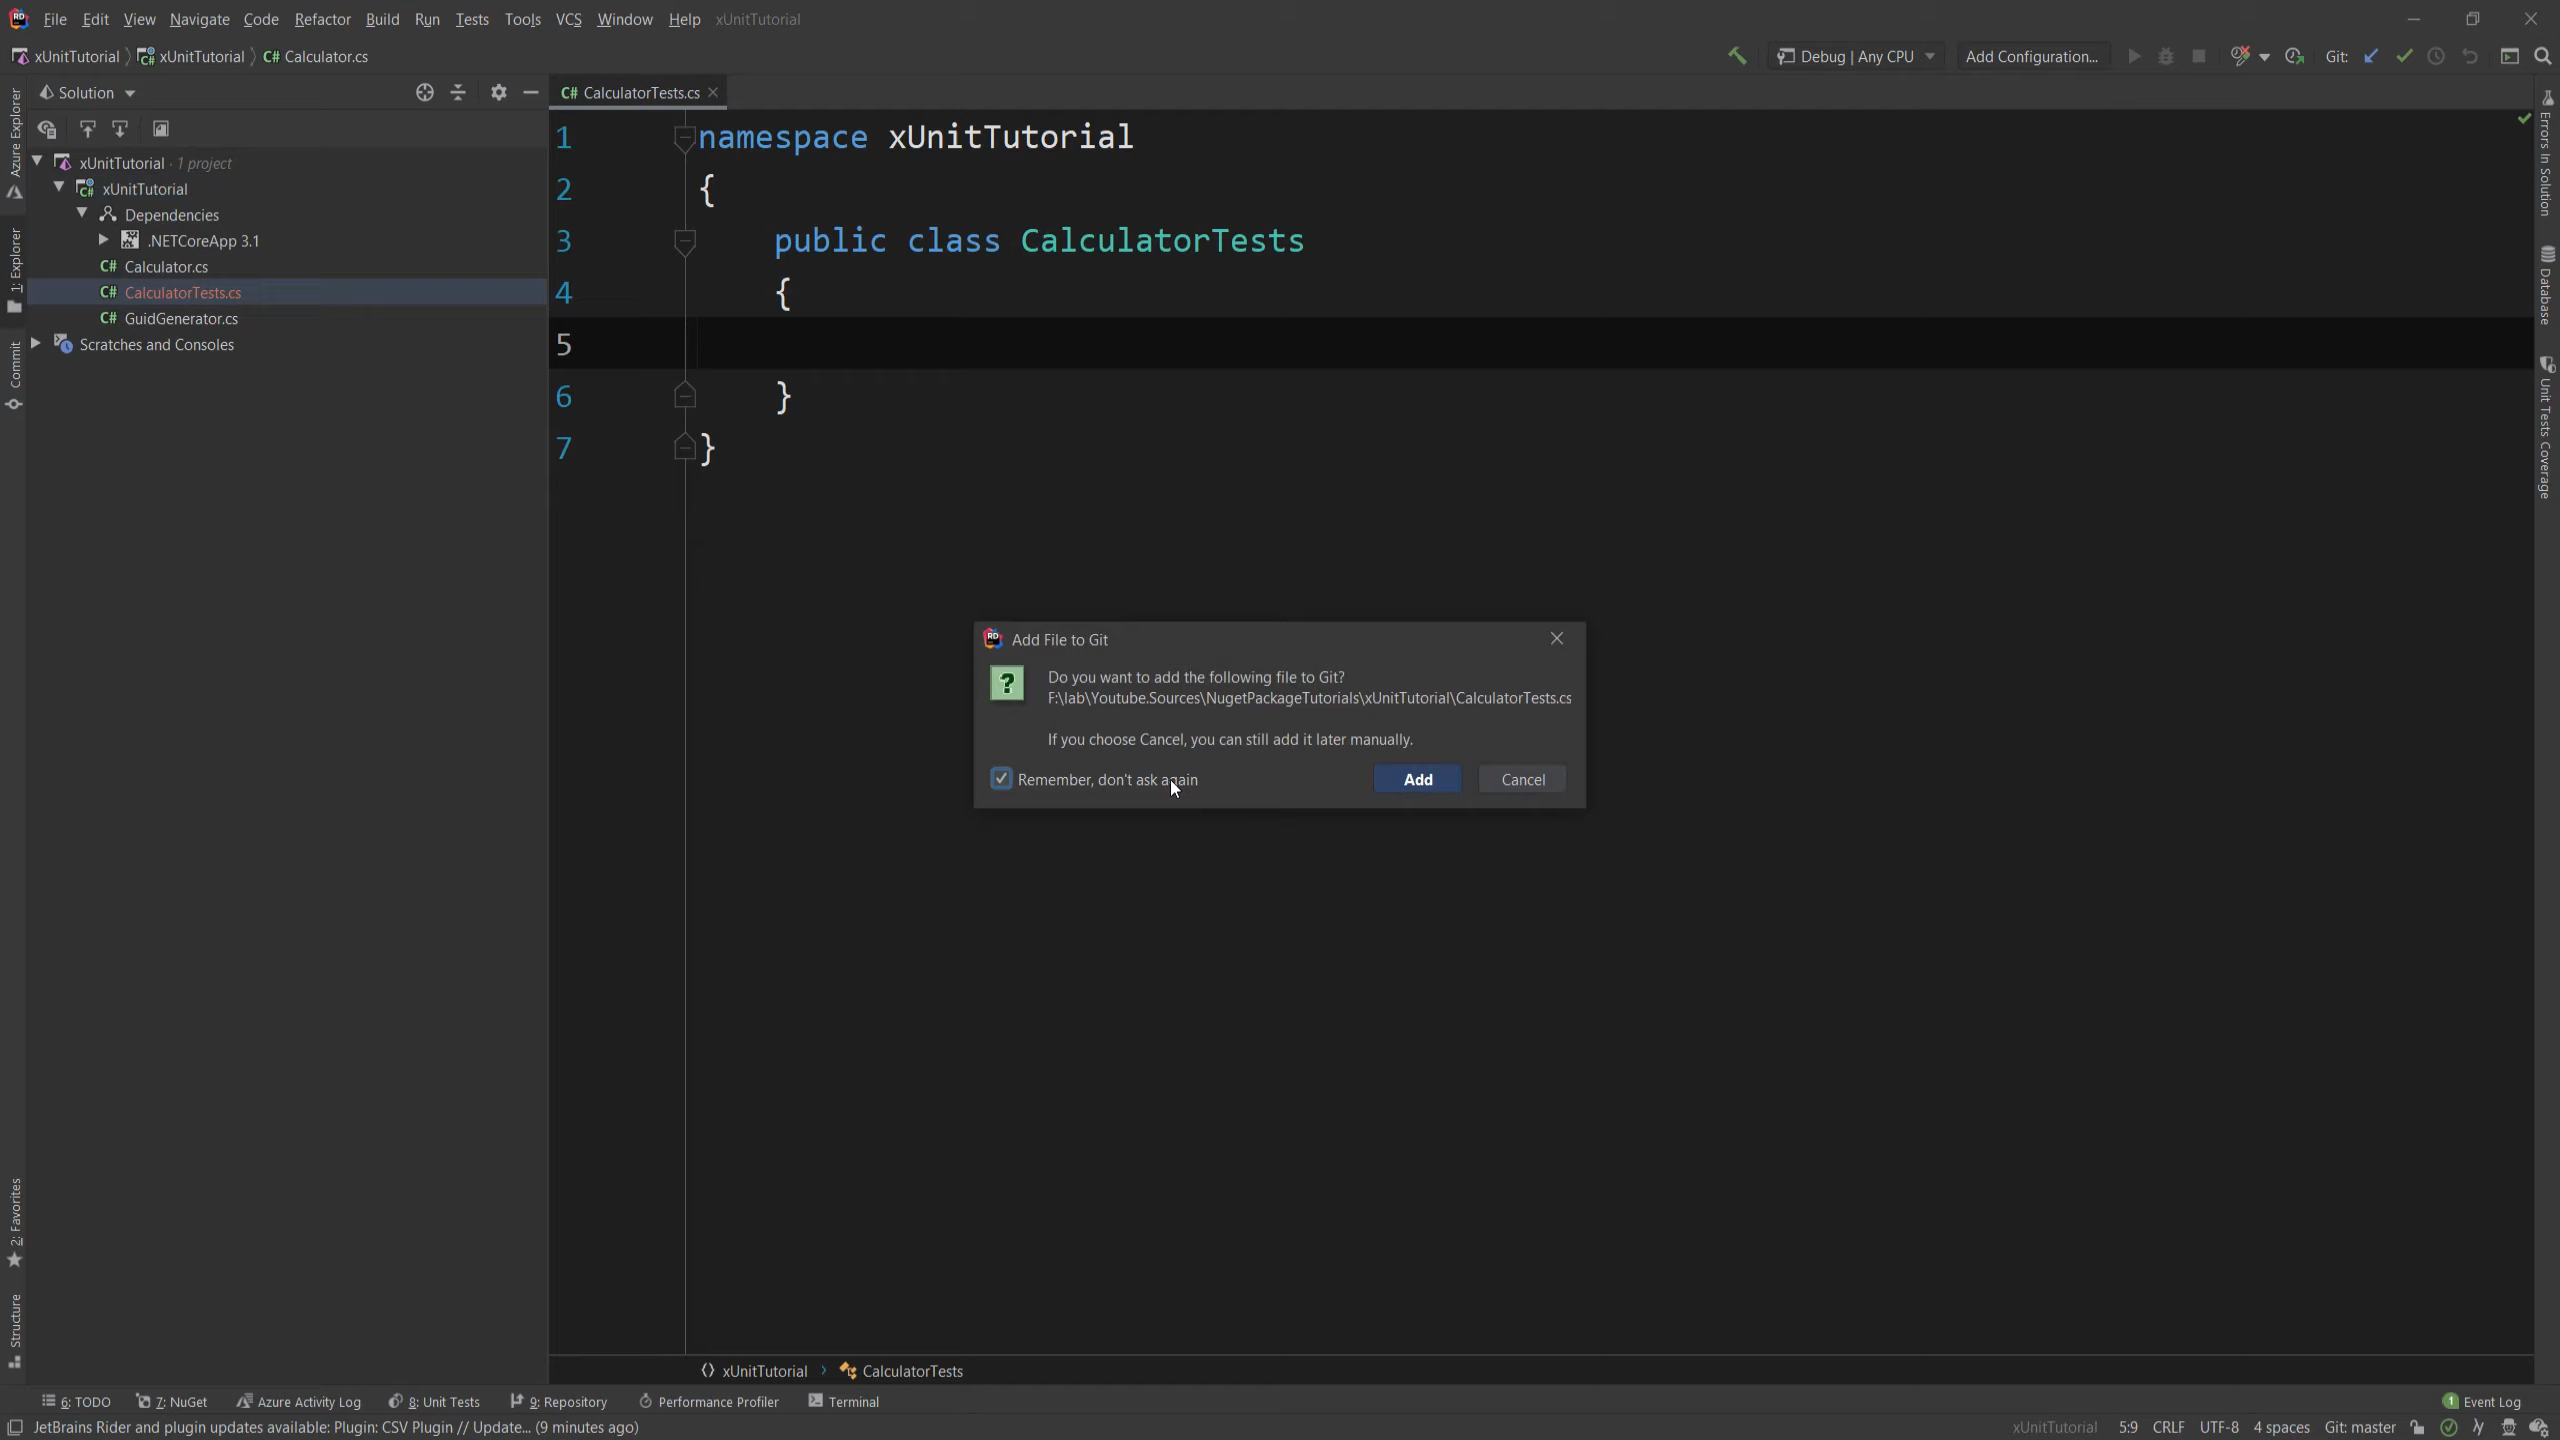 File Edit View Navigate Code Refactor Build Run Tests Tools VCS Window Help xUnitTutorial
xUnitTutorial xUnitTutorial C# Calculator.cs
Debug | Any CPU Add Configuration... Git:
Solution
C# CalculatorTests.cs
xUnitTutorial · 1 project
xUnitTutorial
Dependencies
.NETCoreApp 3.1
C# Calculator.cs
C# CalculatorTests.cs
C# GuidGenerator.cs
Scratches and Consoles
Azure Explorer
1: Explorer
Commit
2: Favorites
Structure
1 namespace xUnitTutorial
2 {
3 public class CalculatorTests
4 {
5
6 }
7 }
Errors In Solution
Database
Unit Tests Coverage
RD Add File to Git
Do you want to add the following file to Git?
F:\lab\Youtube.Sources\NugetPackageTutorials\xUnitTutorial\CalculatorTests.cs
If you choose Cancel, you can still add it later manually.
Remember, don't ask again Add Cancel
xUnitTutorial › CalculatorTests
6: TODO 7: NuGet Azure Activity Log 8: Unit Tests 9: Repository Performance Profiler Terminal 1 Event Log
JetBrains Rider and plugin updates available: Plugin: CSV Plugin // Update... (9 minutes ago) xUnitTutorial 5:9 CRLF UTF-8 4 spaces Git: master